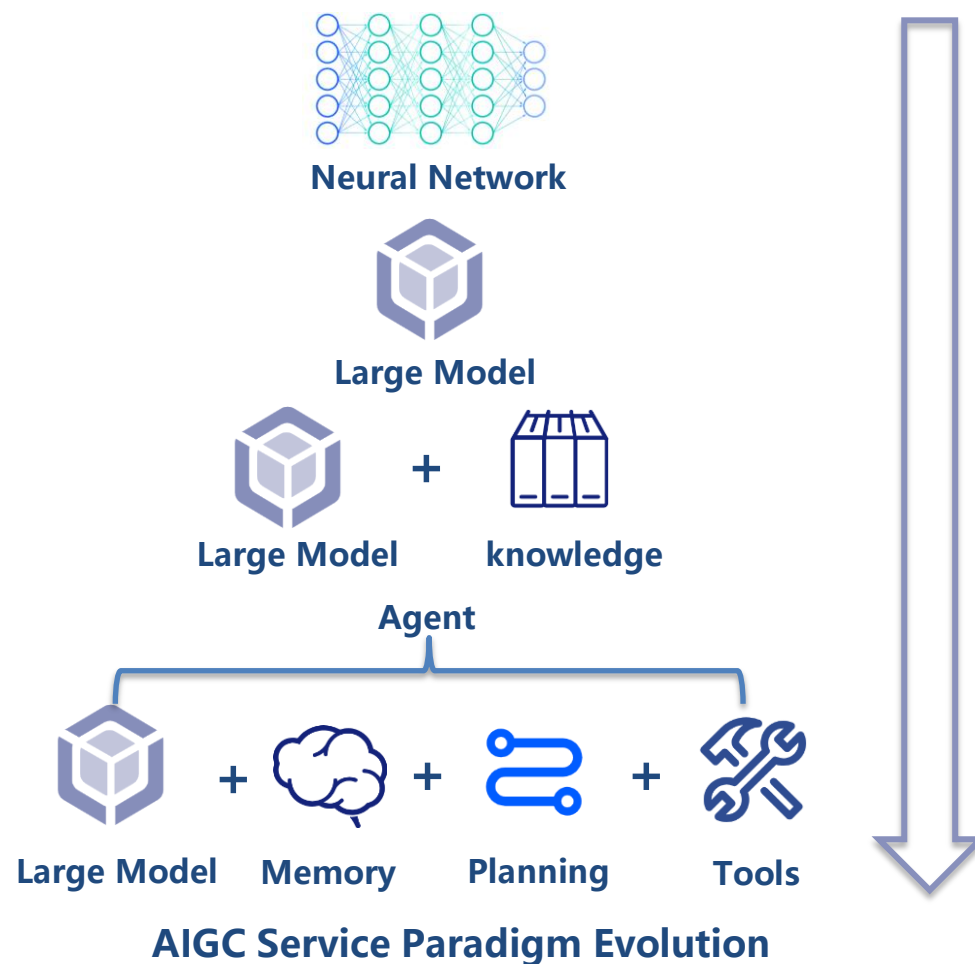 Neural Network
Large Model
+
Large Model knowledge
Agent
+ + +
Large Model Memory Planning Tools
AIGC Service Paradigm Evolution